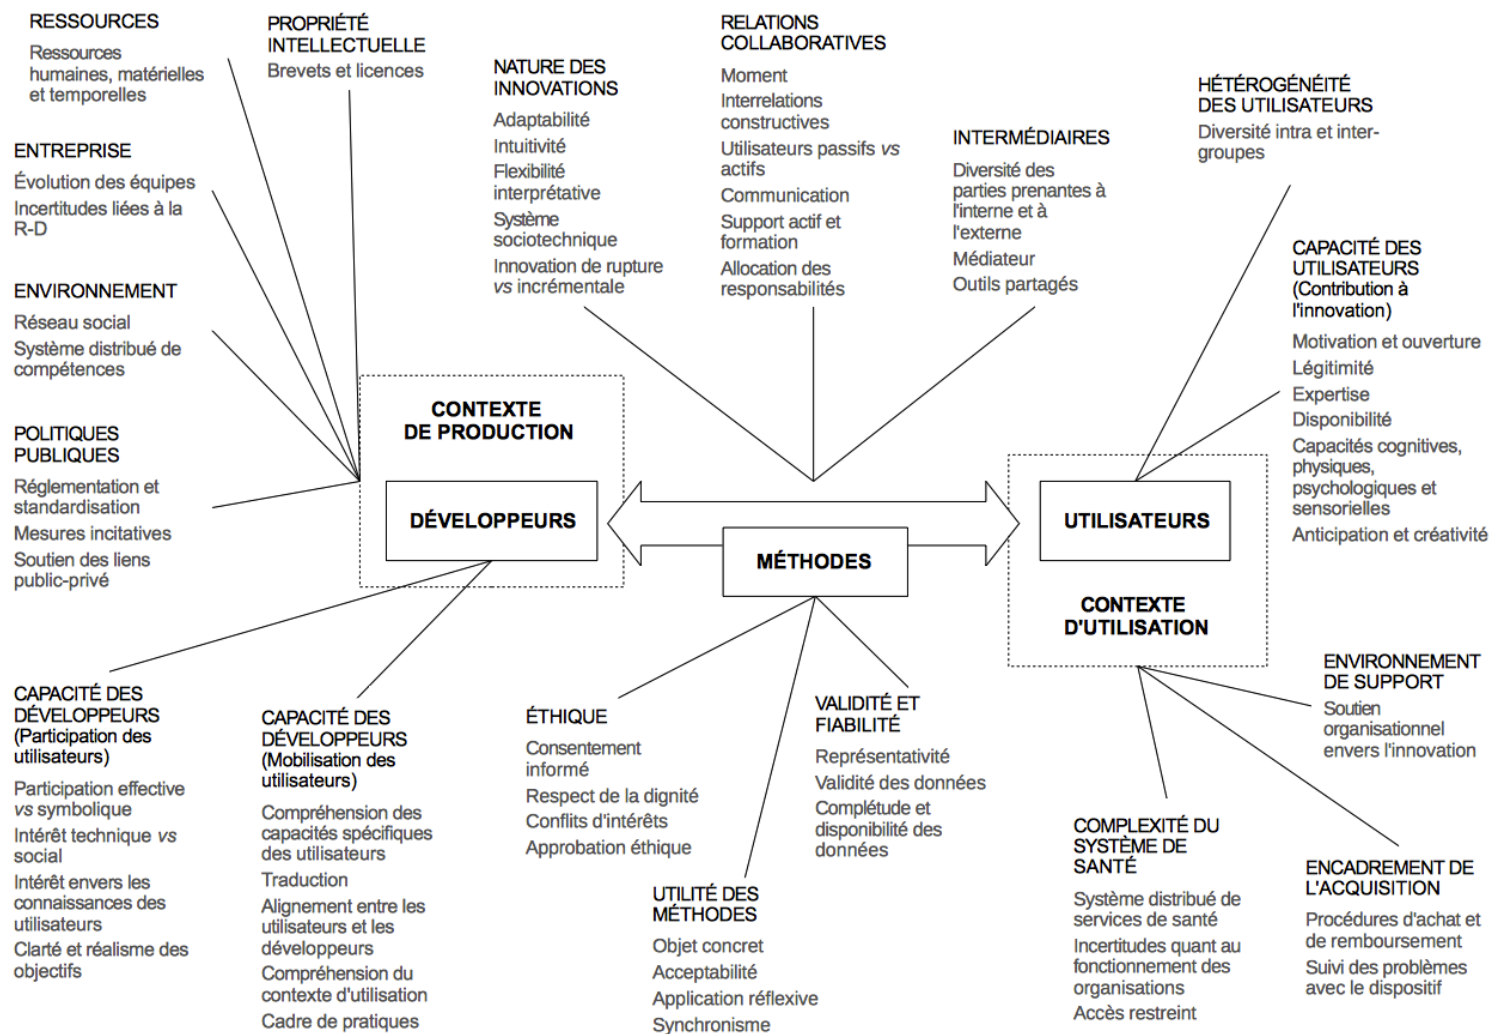 RESSOURCES
Ressources
humaines, matérielles
et temporelles
PROPRIÉTÉ
INTELLECTUELLE
Brevets et licences
NATURE DES
INNOVATIONS
Adaptabilité
Intuitivité
Flexibilité
interprétative
Système
sociotechnique
Innovation de rupture
vs incrémentale
RELATIONS
COLLABORATIVES
Moment
Interrelations
constructives
Utilisateurs passifs vs
actifs
Communication
Support actif et
formation
Allocation des
responsabilités
INTERMÉDIAIRES
Diversité des
parties prenantes à
l'interne et à
l'externe
Médiateur
Outils partagés
HÉTÉROGÉNÉITÉ
DES UTILISATEURS
Diversité intra et inter-
groupes
ENTREPRISE
Évolution des équipes
Incertitudes liées à la
R-D
ENVIRONNEMENT
Réseau social
Système distribué de
compétences
POLITIQUES
PUBLIQUES
Réglementation et
standardisation
Mesures incitatives
Soutien des liens
public-privé
CAPACITÉ DES
UTILISATEURS
(Contribution à
l'innovation)
Motivation et ouverture
Légitimité
Expertise
Disponibilité
Capacités cognitives,
physiques,
psychologiques et
sensorielles
Anticipation et créativité
CONTEXTE
DE PRODUCTION
DÉVELOPPEURS
MÉTHODES
UTILISATEURS
CONTEXTE
D'UTILISATION
CAPACITÉ DES
DÉVELOPPEURS
(Participation des
utilisateurs)
Participation effective
vs symbolique
Intérêt technique vs
social
Intérêt envers les
connaissances des
utilisateurs
Clarté et réalisme des
objectifs
CAPACITÉ DES
DÉVELOPPEURS
(Mobilisation des
utilisateurs)
Compréhension des
capacités spécifiques
des utilisateurs
Traduction
Alignement entre les
utilisateurs et les
développeurs
Compréhension du
contexte d'utilisation
Cadre de pratiques
ÉTHIQUE
Consentement
informé
Respect de la dignité
Conflits d'intérêts
Approbation éthique
UTILITÉ DES
MÉTHODES
Objet concret
Acceptabilité
Application réflexive
Synchronisme
VALIDITÉ ET
FIABILITÉ
Représentativité
Validité des données
Complétude et
disponibilité des
données
COMPLEXITÉ DU
SYSTÈME DE
SANTÉ
Système distribué de
services de santé
Incertitudes quant au
fonctionnement des
organisations
Accès restreint
ENVIRONNEMENT
DE SUPPORT
Soutien
organisationnel
envers l'innovation
ENCADREMENT DE
L'ACQUISITION
Procédures d'achat et
de remboursement
Suivi des problèmes
avec le dispositif